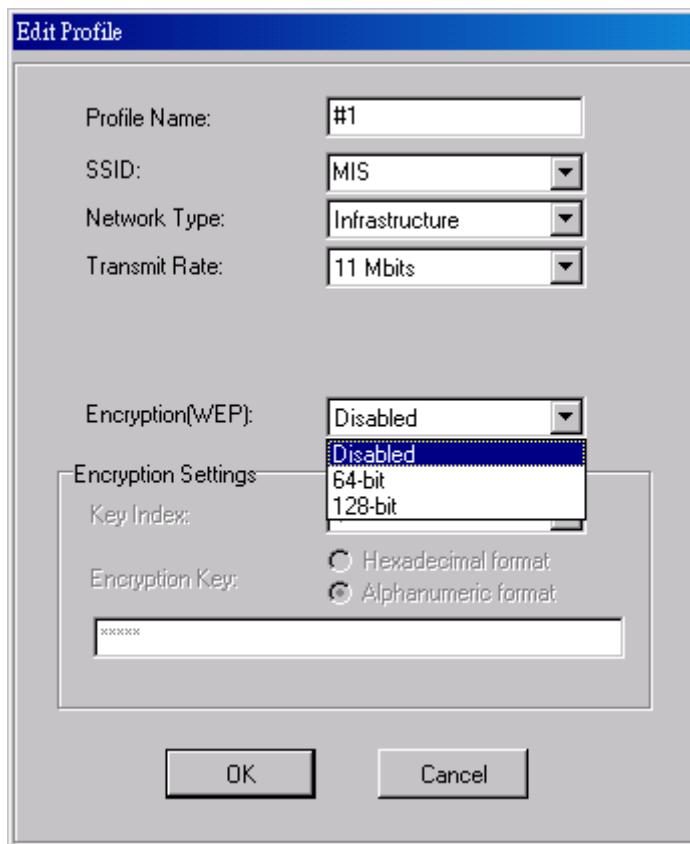 Edit Profile
Profile Name: #1
SSID: MIS
Network Type: Infrastructure
Transmit Rate: 11 Mbits
Encryption(WEP): Disabled
Disabled
64-bit
128-bit
Encryption Settings
Key Index:
Hexadecimal format
Encryption Key:
Alphanumeric format
*****
OK Cancel